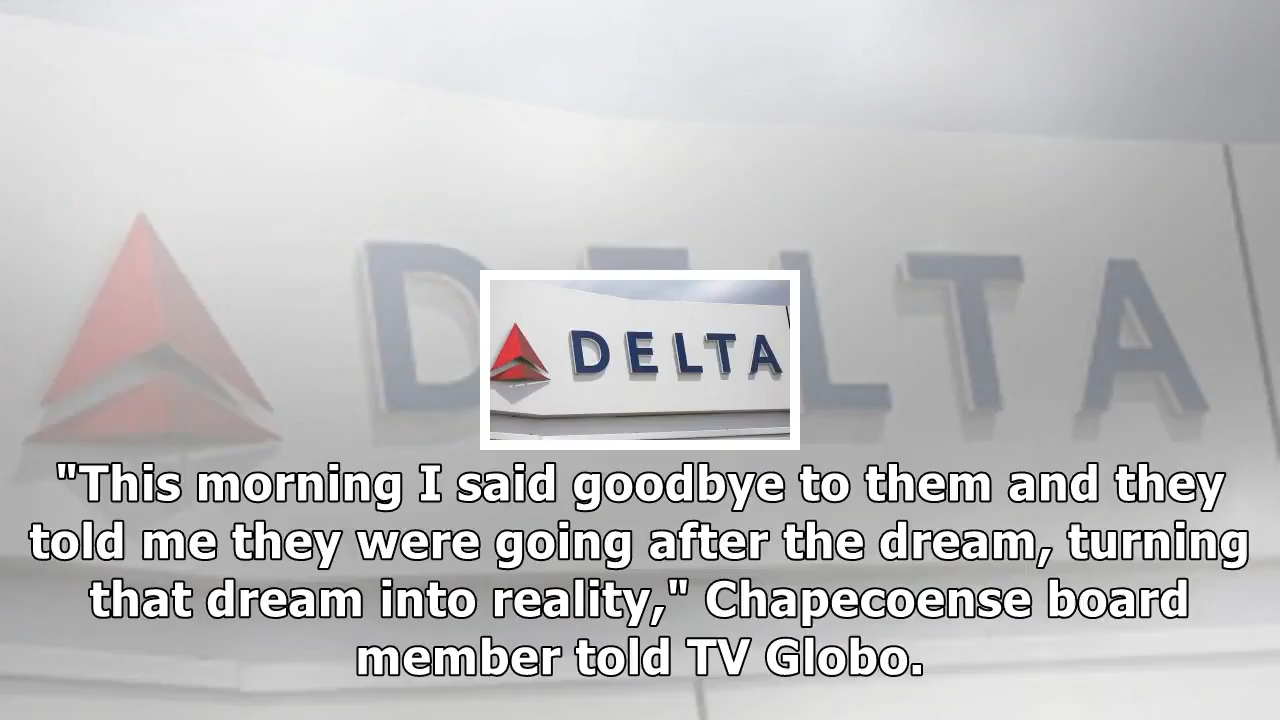 DELTA
DELTA
"This morning I said goodbye to them and they
told me they were going after the dream, turning
that dream into reality," Chapecoense board
member told TV Globo.